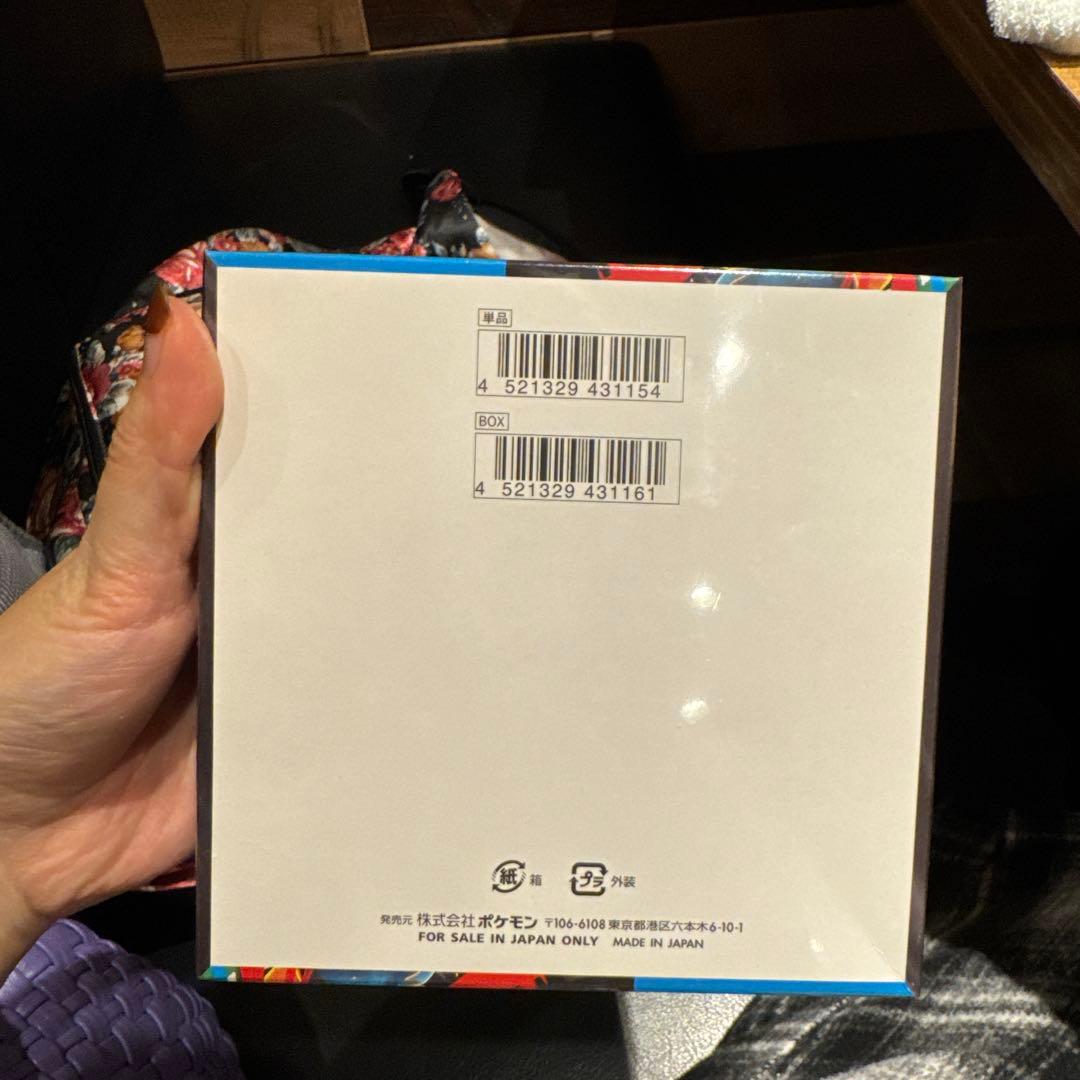 単品
4 521329 431154
BOX
4 521329 431161
紙 箱 プラ 外装
発売元 株式会社ポケモン 〒106-6108 東京都港区六本木6-10-1
FOR SALE IN JAPAN ONLY MADE IN JAPAN